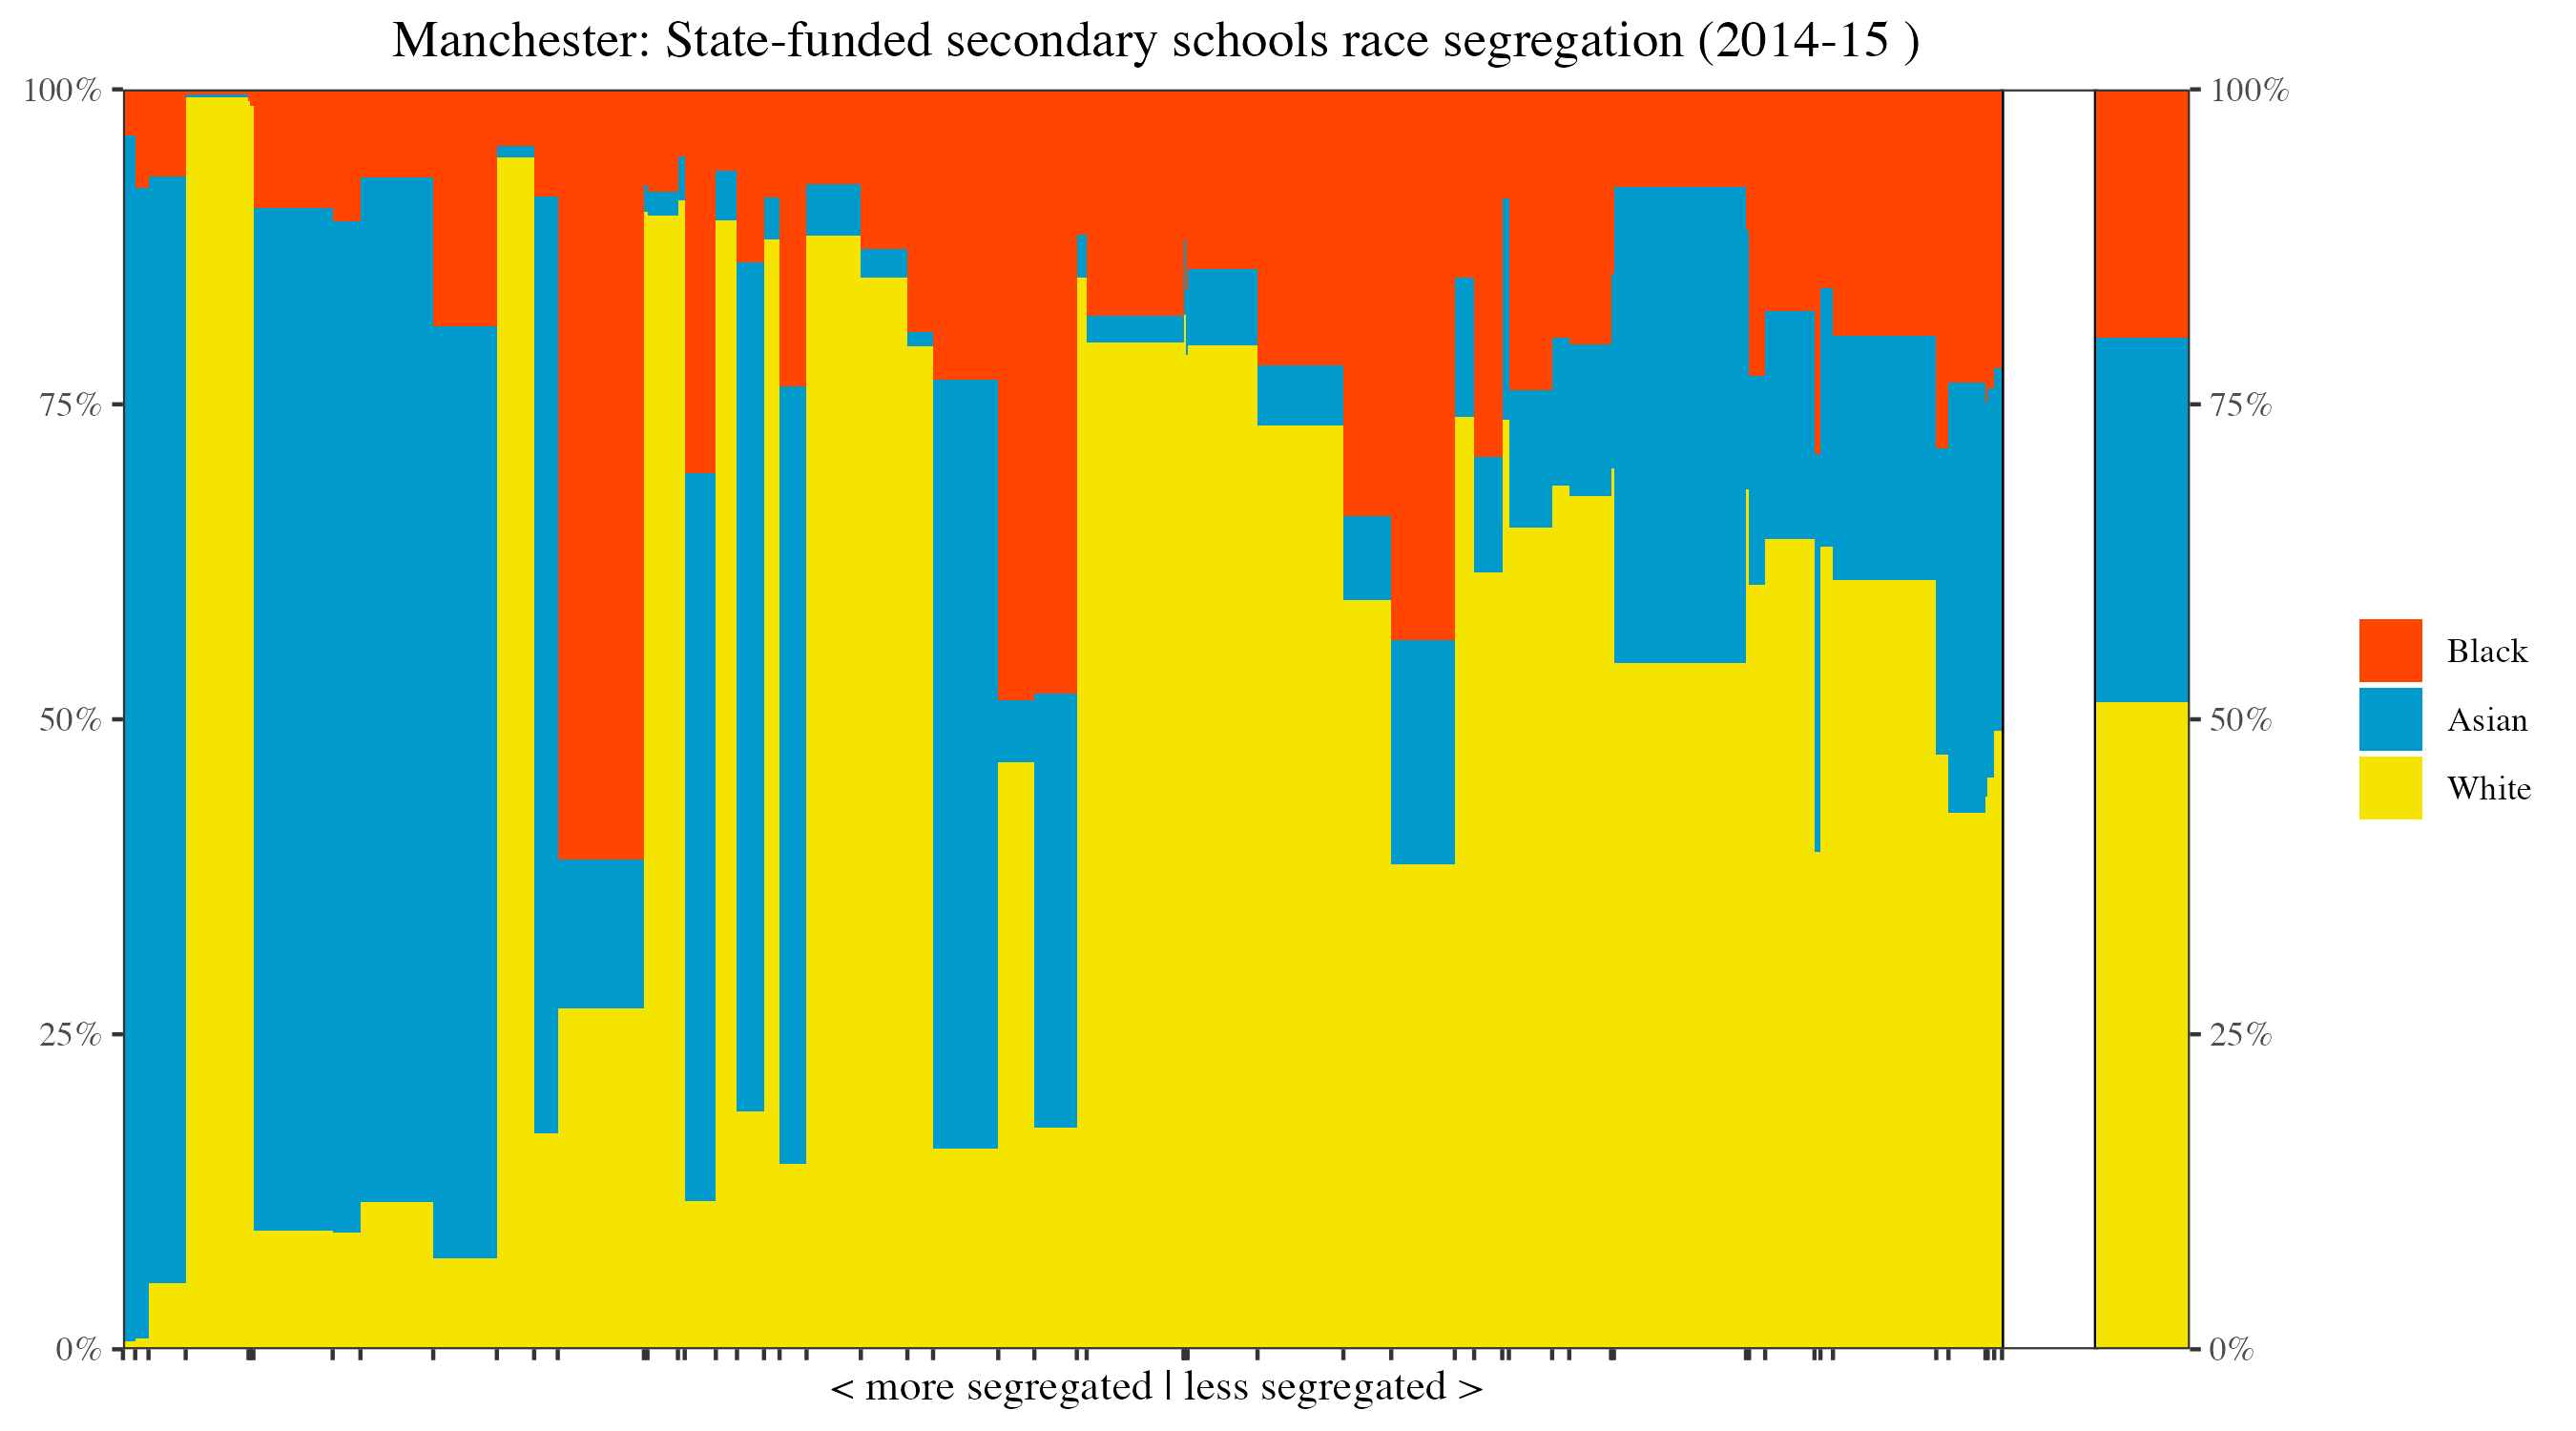 Manchester: State-funded secondary schools race segregation (2014-15 )
100%
75%
50%
25%
0%
100%
75%
50%
25%
0%
Black
Asian
White
< more segregated | less segregated >